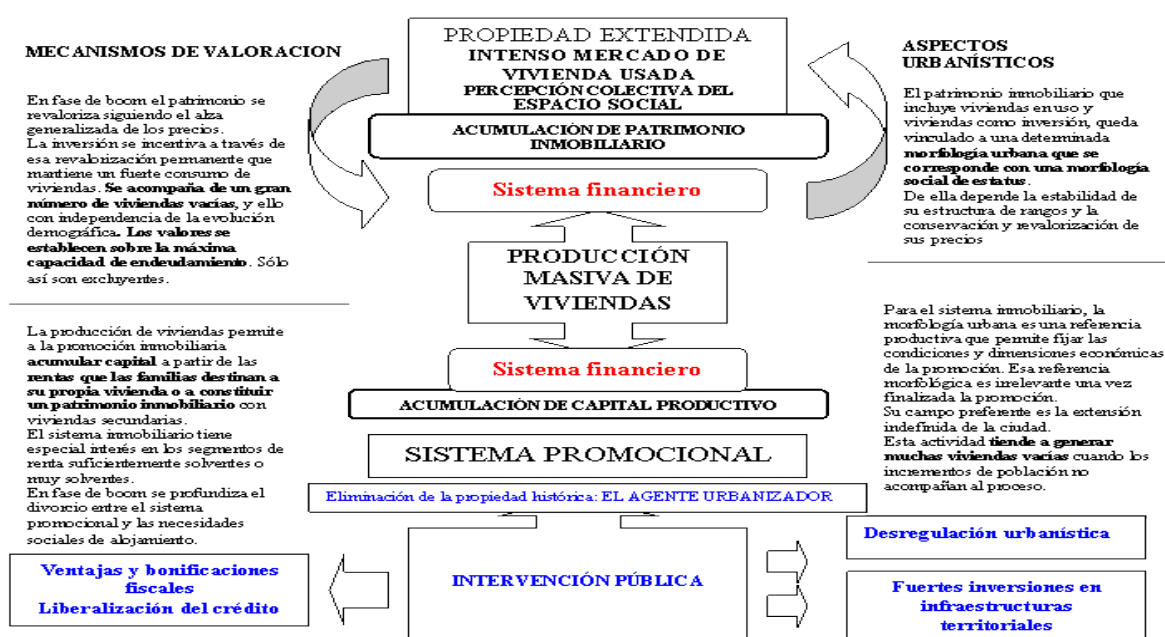 MECANISMOS DE VALORACION
En fase de boom el patrimonio se
revaloriza siguiendo el alza
generalizada de los precios.
La inversión se incentiva a través de
esa revalorización permanente que
mantiene un fuerte consumo de
viviendas. Se acompaña de un gran
número de viviendas vacías, y ello
con independencia de la evolución
demográfica. Los valores se
establecen sobre la máxima
capacidad de endeudamiento. Sólo
así son excluyentes.
La producción de viviendas permite
a la promoción inmobiliaria
acumular capital a partir de las
rentas que las familias destinan a
su propia vivienda o a constituir
un patrimonio inmobiliario con
viviendas secundarias.
El sistema inmobiliario tiene
especial interés en los segmentos de
renta suficientemente solventes o
muy solventes.
En fase de boom se profundiza el
divorcio entre el sistema
promocional y las necesidades
sociales de alojamiento.
Ventajas y bonificaciones
fiscales
Liberalización del crédito
PROPIEDAD EXTENDIDA
INTENSO MERCADO DE
VIVIENDA USADA
PERCEPCIÓN COLECTIVA DEL
ESPACIO SOCIAL
ACUMULACIÓN DE PATRIMONIO
INMOBILIARIO
Sistema financiero
PRODUCCIÓN
MASIVA DE
VIVIENDAS
Sistema financiero
ACUMULACIÓN DE CAPITAL PRODUCTIVO
SISTEMA PROMOCIONAL
Eliminación de la propiedad histórica: EL AGENTE URBANIZADOR
INTERVENCIÓN PÚBLICA
ASPECTOS
URBANÍSTICOS
El patrimonio inmobiliario que
incluye viviendas en uso y
viviendas como inversión, queda
vinculado a una determinada
morfología urbana que se
corresponde con una morfología
social de estatus.
De ella depende la estabilidad de
su estructura de rangos y la
conservación y revalorización de
sus precios
Para el sistema inmobiliario, la
morfología urbana es una referencia
productiva que permite fijar las
condiciones y dimensiones económicas
de la promoción. Esa referencia
morfológica es irrelevante una vez
finalizada la promoción.
Su campo preferente es la extensión
indefinida de la ciudad.
Esta actividad tiende a generar
muchas viviendas vacías cuando los
incrementos de población no
acompañan al proceso.
Desregulación urbanística
Fuertes inversiones en
infraestructuras
territoriales